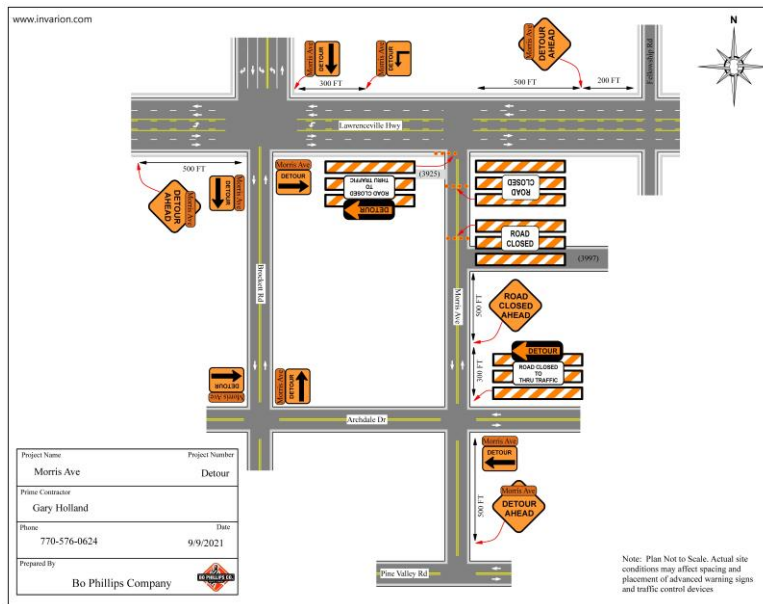 www.invarion.com
N
Morris Ave
DETOUR
300 FT
Morris Ave
DETOUR
Morris Ave
DETOUR
AHEAD
500 FT
200 FT
Fellowship Rd
Lawrenceville Hwy
500 FT
Morris Ave
DETOUR
AHEAD
Morris Ave
DETOUR
Morris Ave
DETOUR
ROAD CLOSED
TO
THRU TRAFFIC
DETOUR
(3925)
ROAD
CLOSED
ROAD
CLOSED
(3997)
Brockett Rd
Morris Ave
500 FT
ROAD
CLOSED
AHEAD
300 FT
DETOUR
ROAD CLOSED
TO
THRU TRAFFIC
Morris Ave
DETOUR
Morris Ave
DETOUR
Archdale Dr
Morris Ave
DETOUR
500 FT
Morris Ave
DETOUR
AHEAD
Pine Valley Rd
Project Name
Project Number
Morris Ave
Detour
Prime Contractor
Gary Holland
Phone
Date
770-576-0624
9/9/2021
Prepared By
Bo Phillips Company
BO PHILLIPS CO.
Note: Plan Not to Scale. Actual site
conditions may affect spacing and
placement of advanced warning signs
and traffic control devices